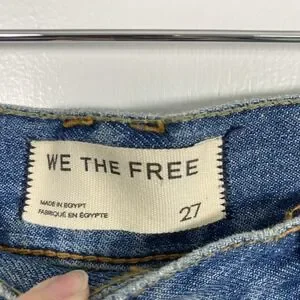 WE THE FREE
MADE IN EGYPT
FABRIQUÉ EN ÉGYPTE
27